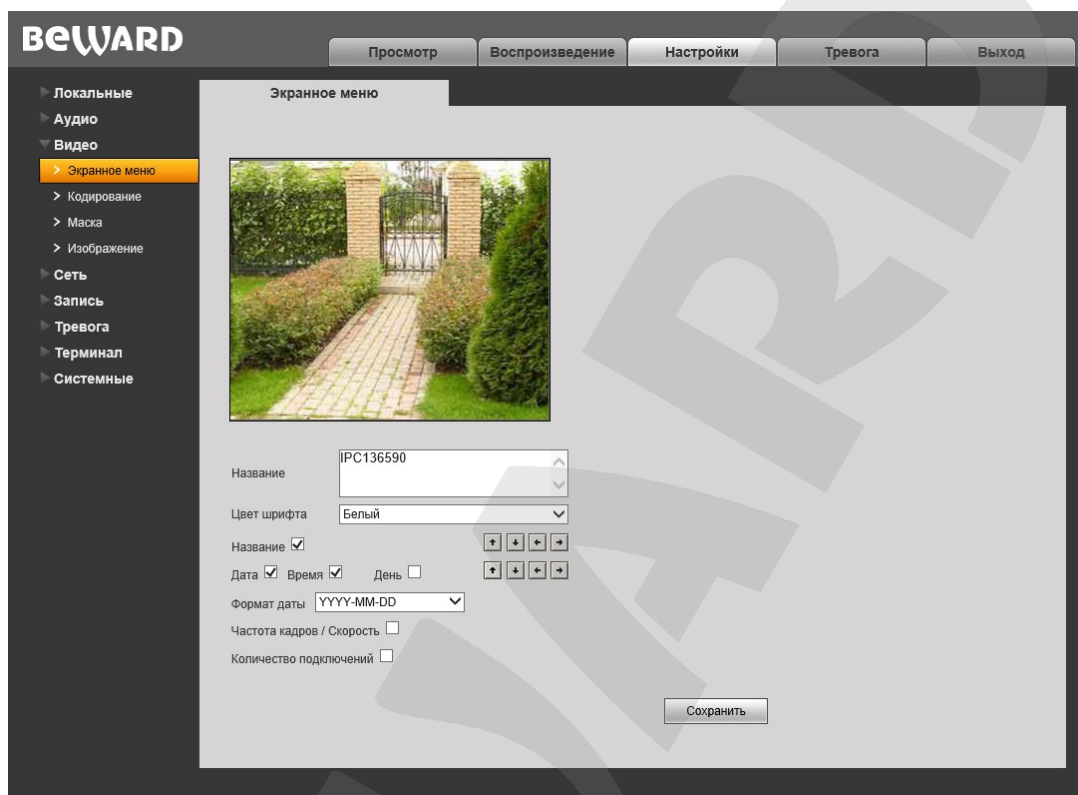 BEWARD
Просмотр Воспроизведение Настройки Тревога Выход
Локальные
Аудио
Видео
> Экранное меню
> Кодирование
> Маска
> Изображение
Сеть
Запись
Тревога
Терминал
Системные
Экранное меню
Название IPC136590
Цвет шрифта Белый
Название
Дата Время День
Формат даты YYYY-MM-DD
Частота кадров / Скорость
Количество подключений
Сохранить